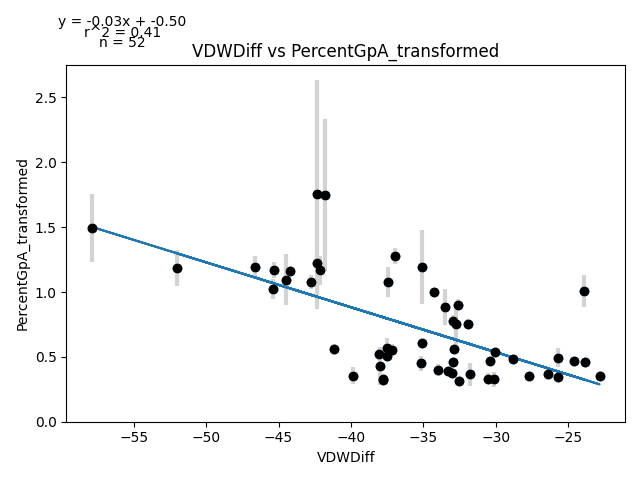 y = -0.03x + -0.50
r^2 = 0.41
n = 52
VDWDiff vs PercentGpA_transformed
PercentGpA_transformed
2.5
2.0
1.5
1.0
0.5
0.0
−55
−50
−45
−40
−35
−30
−25
VDWDiff